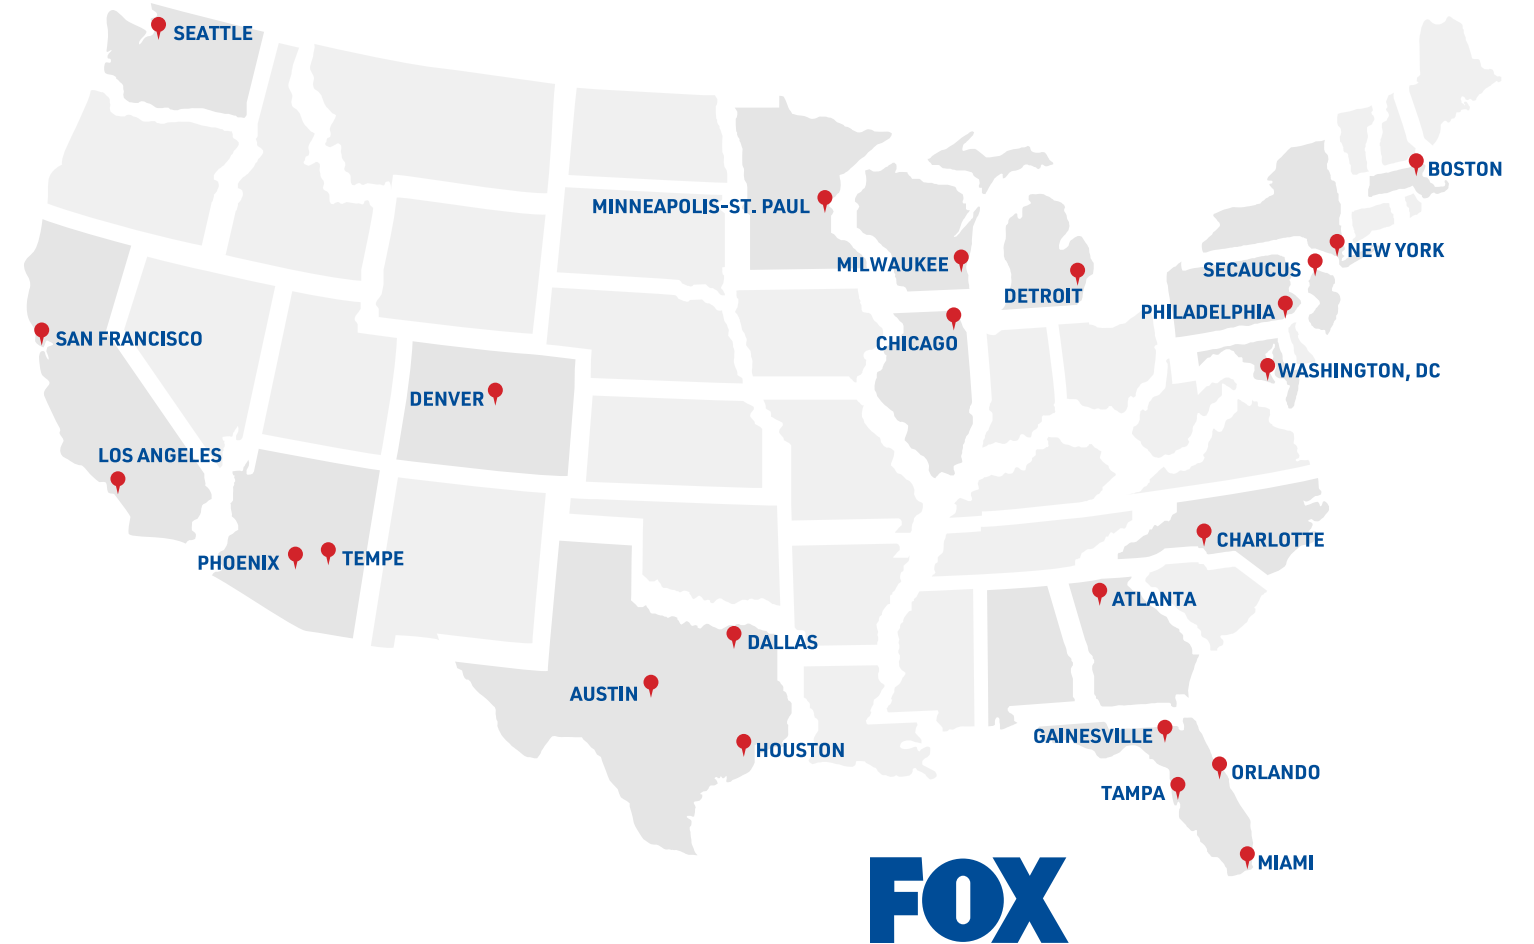 SEATTLE
BOSTON
MINNEAPOLIS-ST. PAUL
NEW YORK
MILWAUKEE
SECAUCUS
DETROIT
PHILADELPHIA
SAN FRANCISCO
CHICAGO
WASHINGTON, DC
DENVER
LOS ANGELES
CHARLOTTE
PHOENIX
TEMPE
ATLANTA
DALLAS
AUSTIN
GAINESVILLE
HOUSTON
ORLANDO
TAMPA
MIAMI
FOX